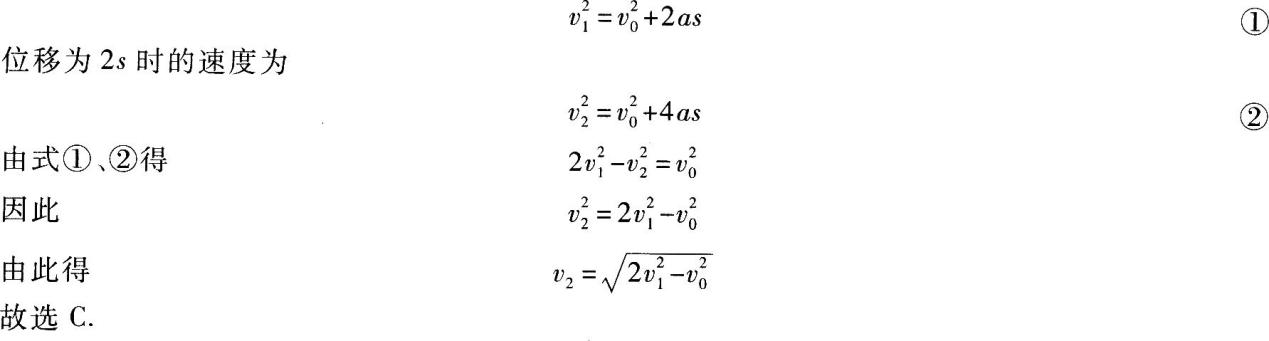 v₁²=v₀²+2as ①
位移为 2s 时的速度为
v₂²=v₀²+4as ②
由式①、②得 2v₁²-v₂²=v₀²
因此 v₂²=2v₁²-v₀²
由此得 v₂=√(2v₁²-v₀²)
故选 C.